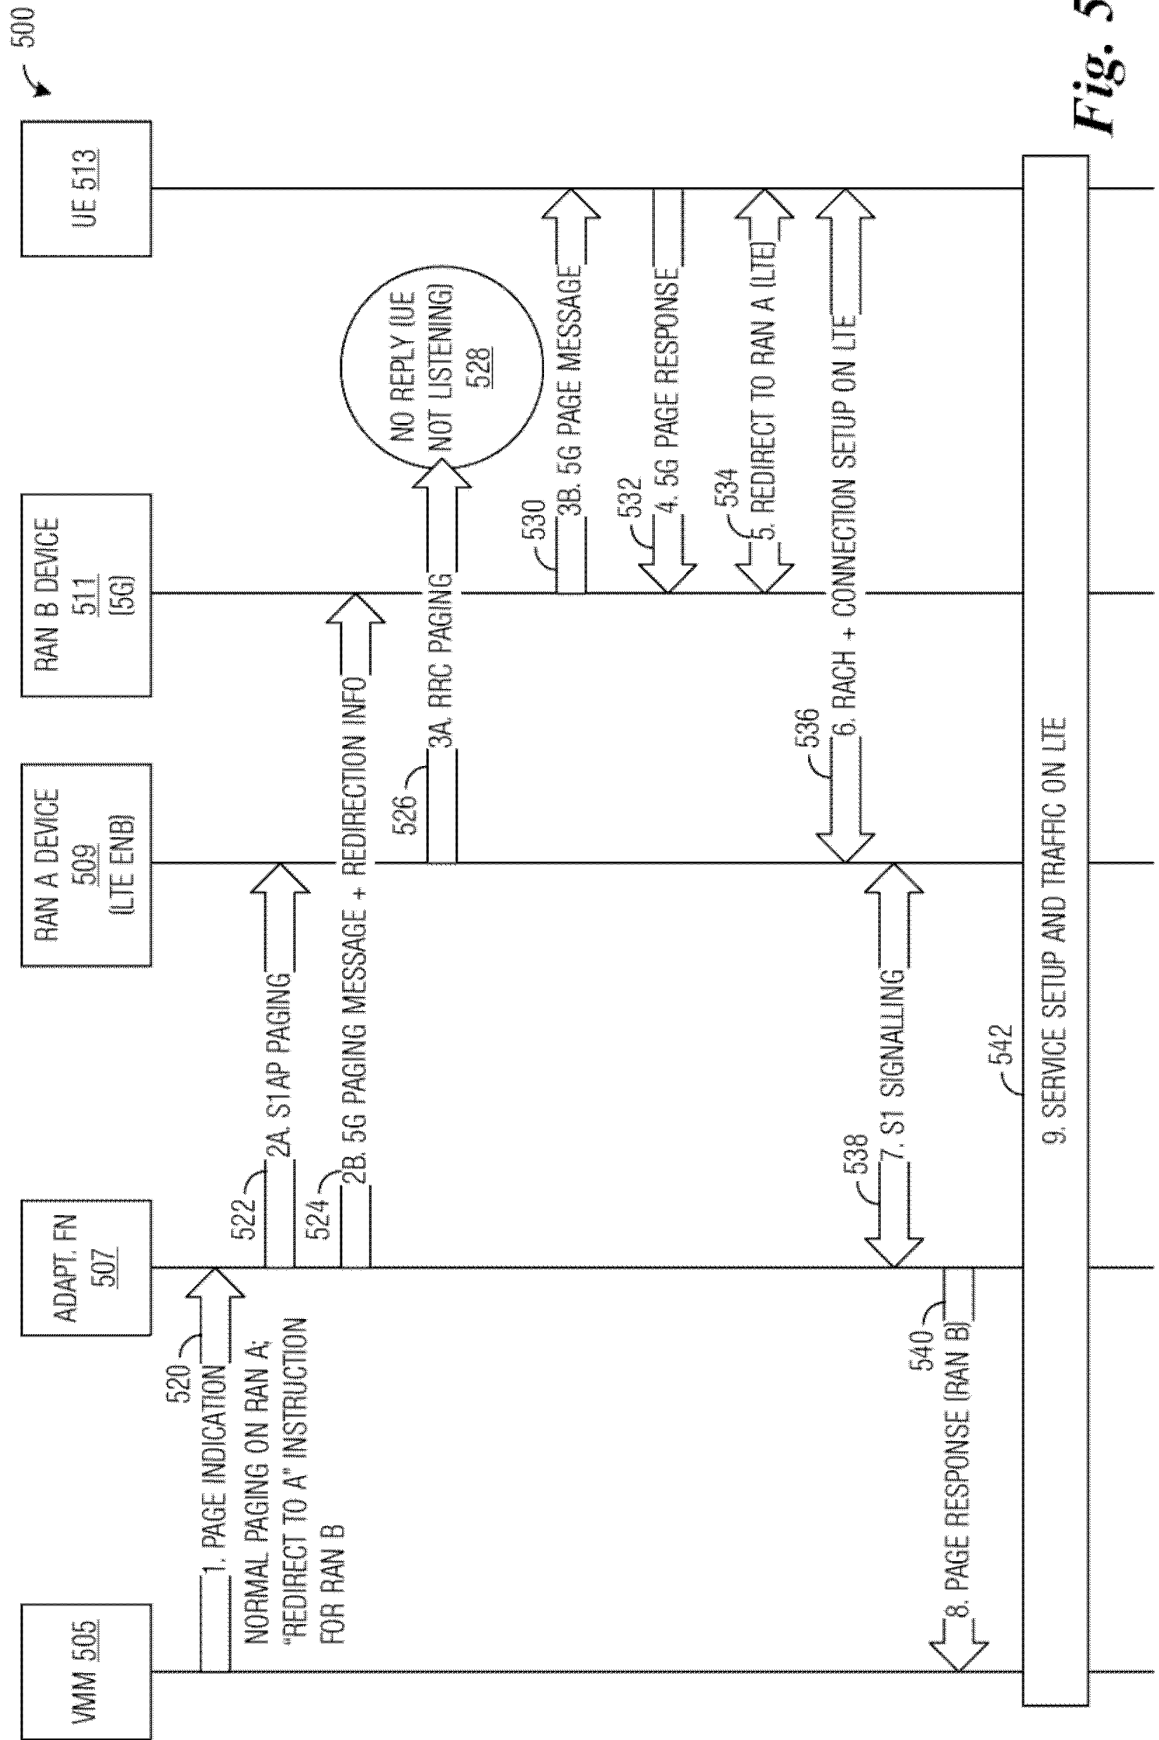 500
VMM 505
ADAPT. FN
507
RAN A DEVICE
509
(LTE ENB)
RAN B DEVICE
511
(5G)
UE 513
520
1. PAGE INDICATION
NORMAL PAGING ON RAN A;
"REDIRECT TO A" INSTRUCTION
FOR RAN B
522
2A. S1AP PAGING
524
2B. 5G PAGING MESSAGE + REDIRECTION INFO
526
3A. RRC PAGING
NO REPLY (UE
NOT LISTENING)
528
530
3B. 5G PAGE MESSAGE
532
4. 5G PAGE RESPONSE
534
5. REDIRECT TO RAN A (LTE)
536
6. RACH + CONNECTION SETUP ON LTE
538
7. S1 SIGNALLING
540
8. PAGE RESPONSE (RAN B)
542
9. SERVICE SETUP AND TRAFFIC ON LTE
Fig. 5